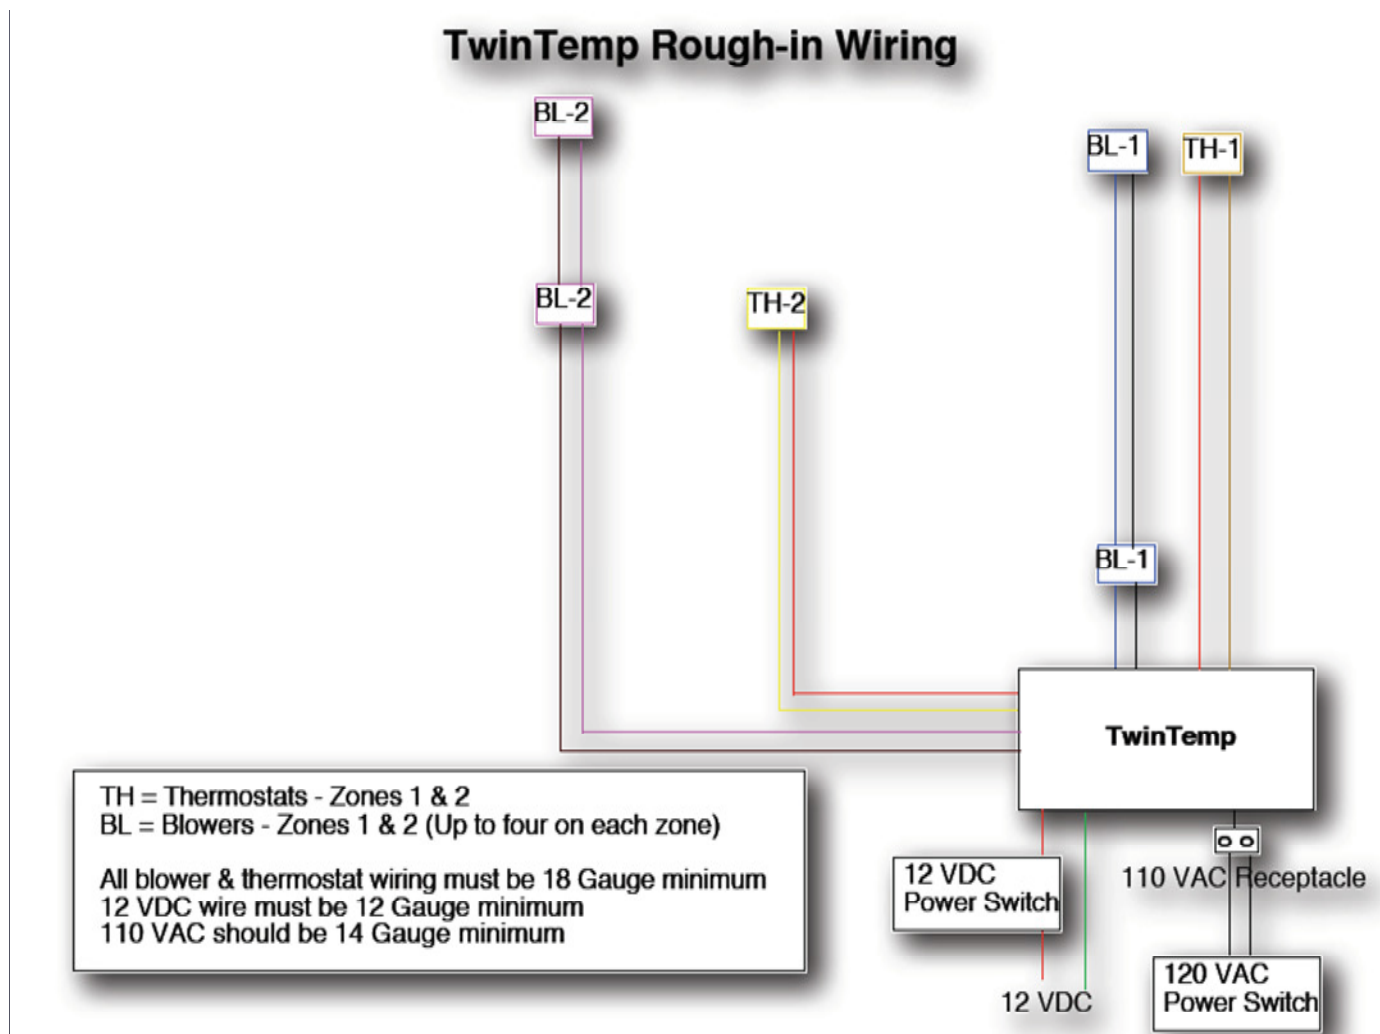 TwinTemp Rough-in Wiring
BL-2
BL-1
TH-1
BL-2
TH-2
BL-1
TwinTemp
TH = Thermostats - Zones 1 & 2
BL = Blowers - Zones 1 & 2 (Up to four on each zone)
All blower & thermostat wiring must be 18 Gauge minimum
12 VDC wire must be 12 Gauge minimum
110 VAC should be 14 Gauge minimum
12 VDC
Power Switch
110 VAC Receptacle
12 VDC
120 VAC
Power Switch